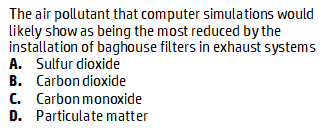 The air pollutant that computer simulations would
likely show as being the most reduced by the
installation of baghouse filters in exhaust systems
A. Sulfur dioxide
B. Carbon dioxide
C. Carbon monoxide
D. Particulate matter